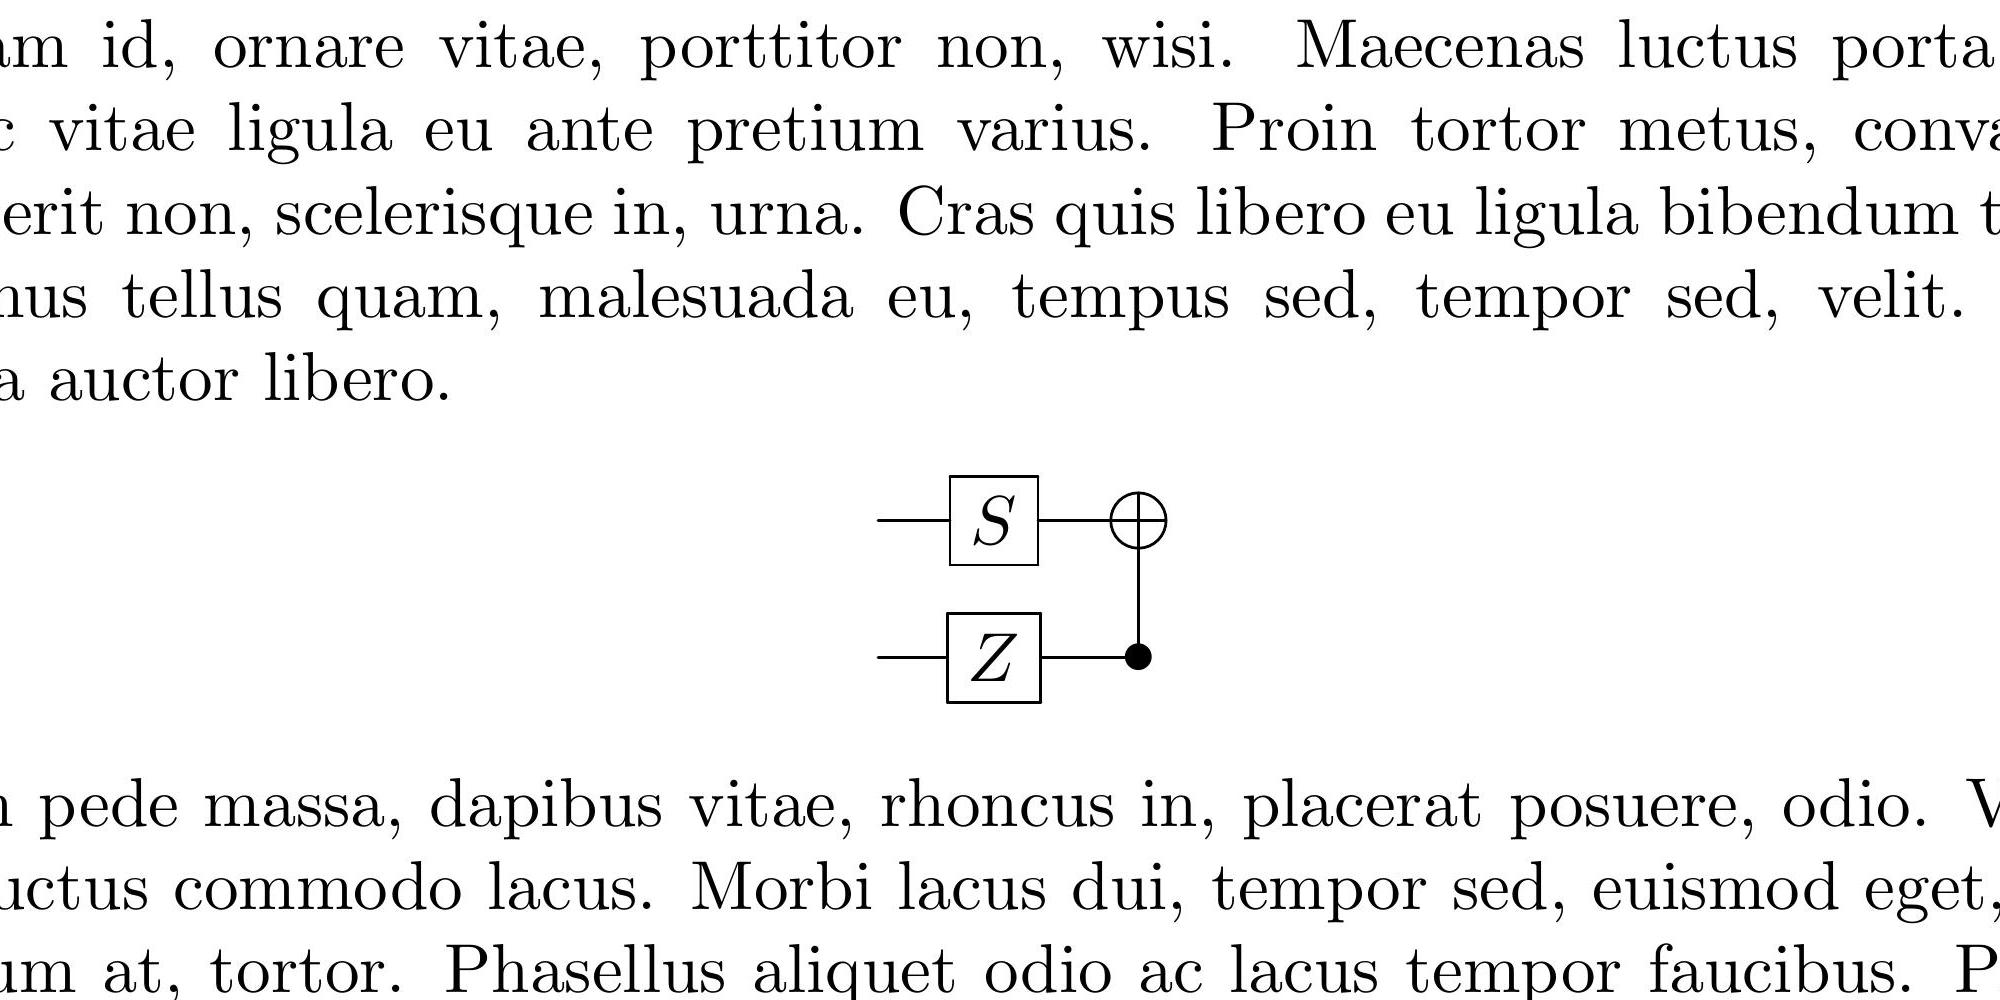 am id, ornare vitae, porttitor non, wisi. Maecenas luctus porta
c vitae ligula eu ante pretium varius. Proin tortor metus, conva
erit non, scelerisque in, urna. Cras quis libero eu ligula bibendum t
nus tellus quam, malesuada eu, tempus sed, tempor sed, velit.
a auctor libero.
S
Z
pede massa, dapibus vitae, rhoncus in, placerat posuere, odio. V
uctus commodo lacus. Morbi lacus dui, tempor sed, euismod eget,
um at, tortor. Phasellus aliquet odio ac lacus tempor faucibus. P